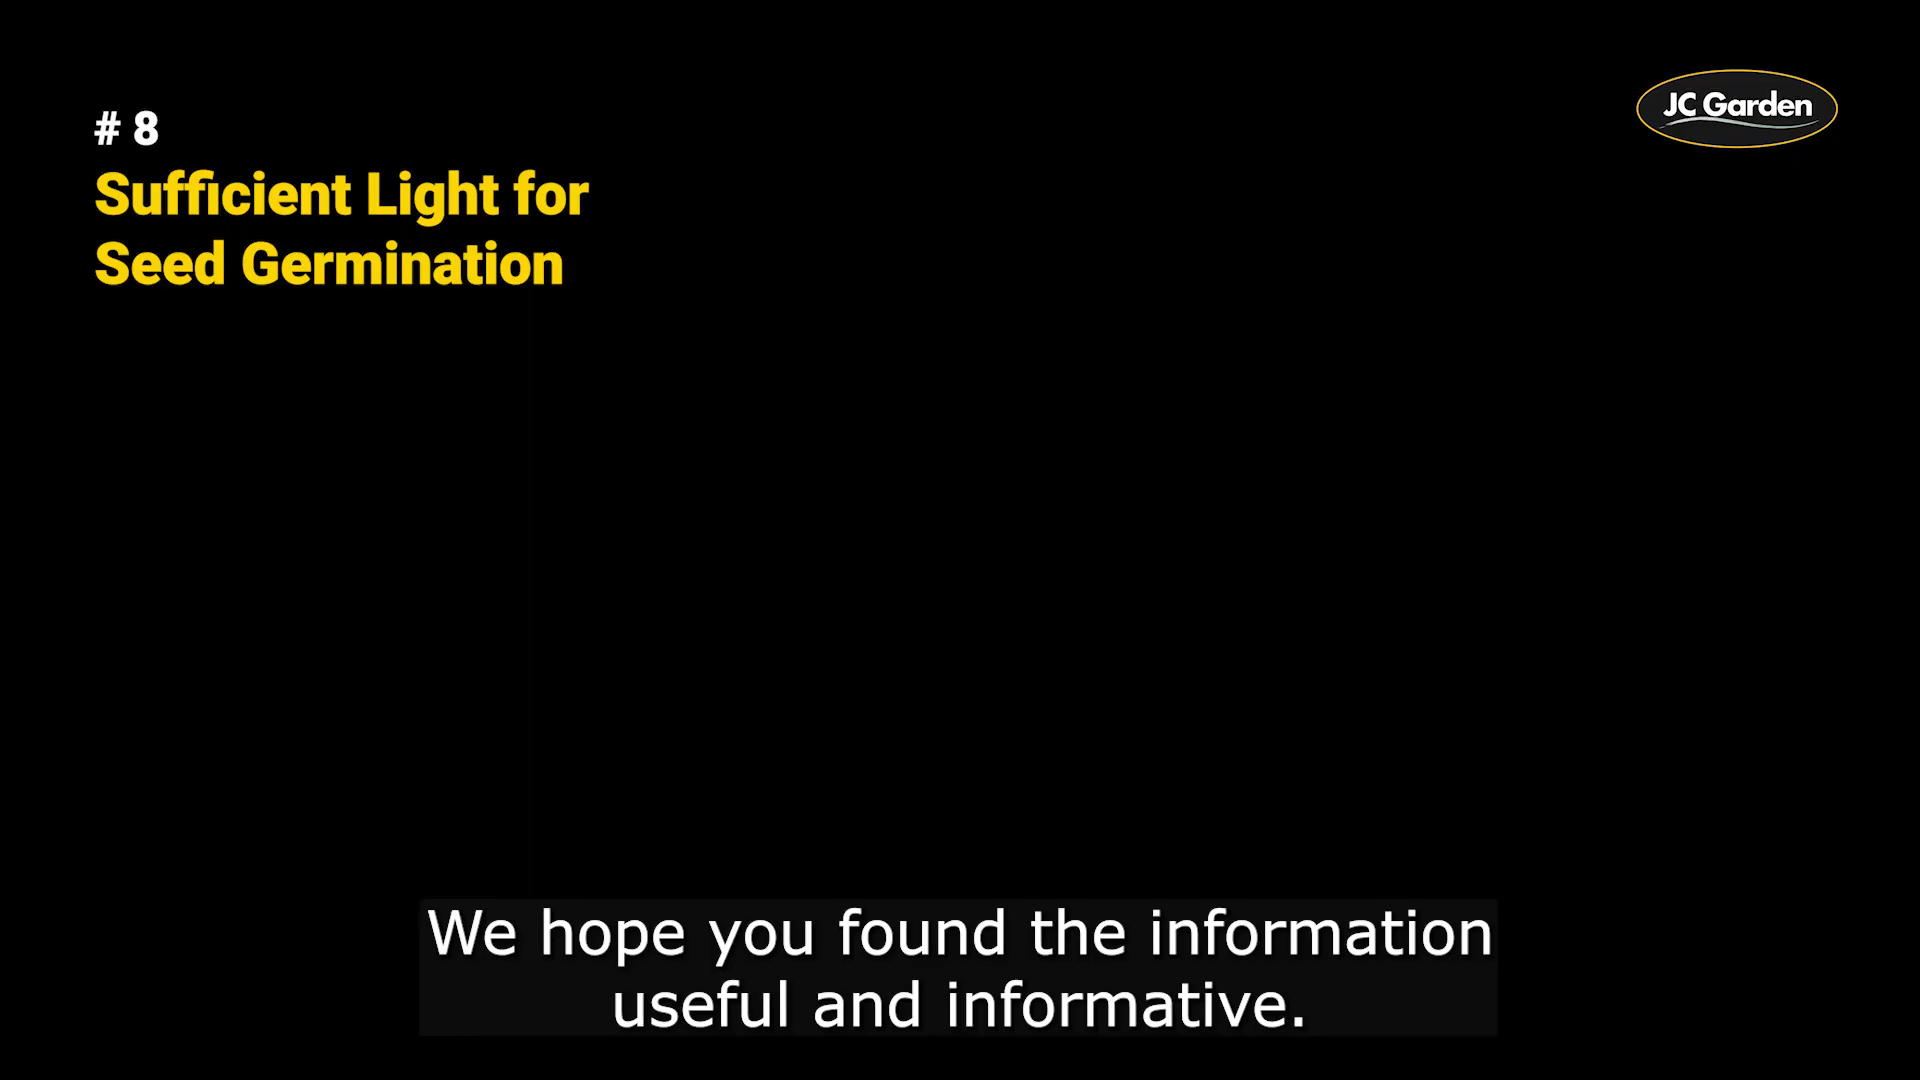 # 8
JC Garden
Sufficient Light for
Seed Germination
We hope you found the information
useful and informative.